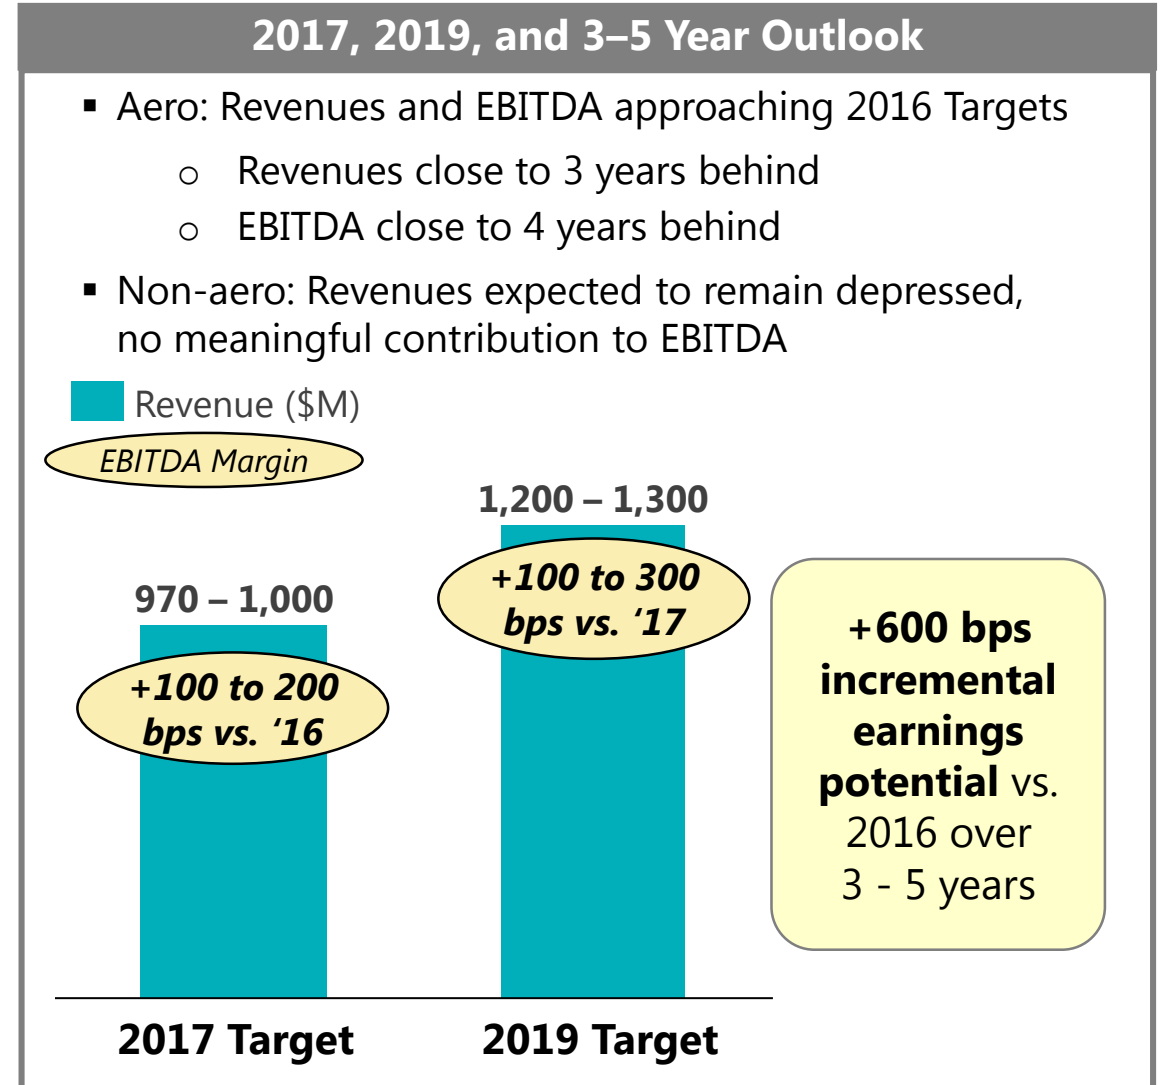 2017, 2019, and 3–5 Year Outlook
▪ Aero: Revenues and EBITDA approaching 2016 Targets
o Revenues close to 3 years behind
o EBITDA close to 4 years behind
▪ Non-aero: Revenues expected to remain depressed,
no meaningful contribution to EBITDA
Revenue ($M)
EBITDA Margin
970 – 1,000
+100 to 200
bps vs. ‘16
2017 Target
1,200 – 1,300
+100 to 300
bps vs. ‘17
2019 Target
+600 bps
incremental
earnings
potential vs.
2016 over
3 - 5 years